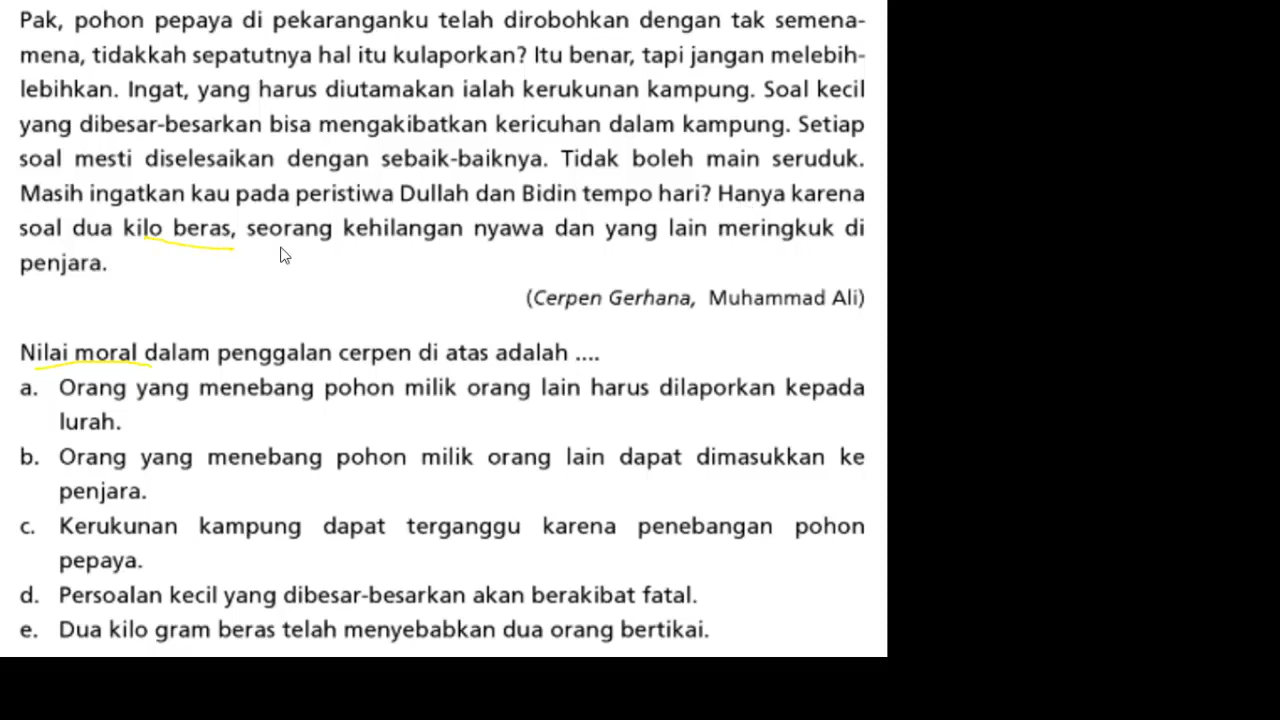 Pak, pohon pepaya di pekaranganku telah dirobohkan dengan tak semena-
mena, tidakkah sepatutnya hal itu kulaporkan? Itu benar, tapi jangan melebih-
lebihkan. Ingat, yang harus diutamakan ialah kerukunan kampung. Soal kecil
yang dibesar-besarkan bisa mengakibatkan kericuhan dalam kampung. Setiap
soal mesti diselesaikan dengan sebaik-baiknya. Tidak boleh main seruduk.
Masih ingatkan kau pada peristiwa Dullah dan Bidin tempo hari? Hanya karena
soal dua kilo beras, seorang kehilangan nyawa dan yang lain meringkuk di
penjara.
(Cerpen Gerhana, Muhammad Ali)
Nilai moral dalam penggalan cerpen di atas adalah ....
a. Orang yang menebang pohon milik orang lain harus dilaporkan kepada
lurah.
b. Orang yang menebang pohon milik orang lain dapat dimasukkan ke
penjara.
c. Kerukunan kampung dapat terganggu karena penebangan pohon
pepaya.
d. Persoalan kecil yang dibesar-besarkan akan berakibat fatal.
e. Dua kilo gram beras telah menyebabkan dua orang bertikai.